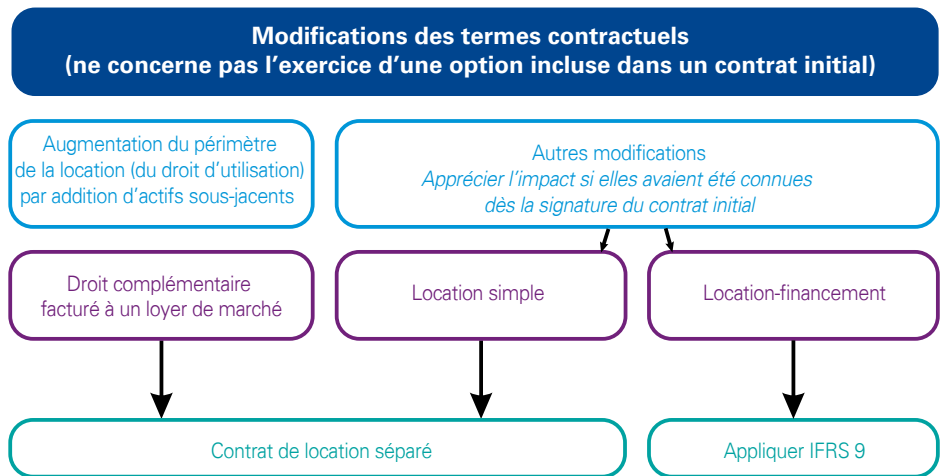 Modifications des termes contractuels
(ne concerne pas l’exercice d’une option incluse dans un contrat initial)
Augmentation du périmètre
de la location (du droit d’utilisation)
par addition d’actifs sous-jacents
Autres modifications
Apprécier l’impact si elles avaient été connues
dès la signature du contrat initial
Droit complémentaire
facturé à un loyer de marché
Location simple
Location-financement
Contrat de location séparé
Appliquer IFRS 9